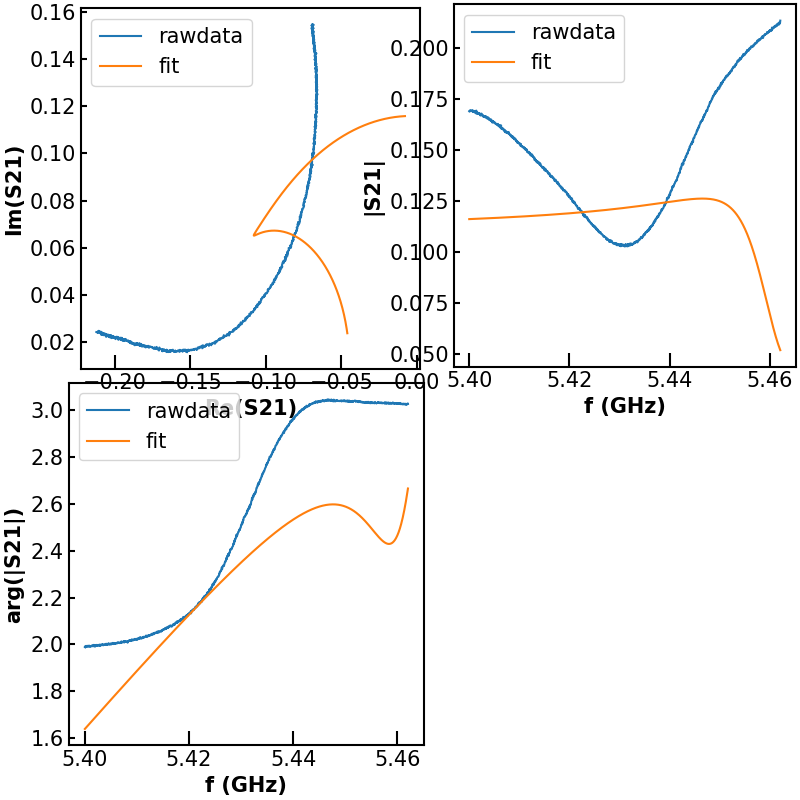 0.16
0.14
0.12
0.10
0.08
0.06
0.04
0.02
Im(S21)
rawdata
fit
−0.20 −0.15 −0.10 −0.05 0.00
Re(S21)
0.200
0.175
0.150
0.125
0.100
0.075
0.050
|S21|
rawdata
fit
5.40 5.42 5.44 5.46
f (GHz)
3.0
2.8
2.6
2.4
2.2
2.0
1.8
1.6
arg(|S21|)
rawdata
fit
5.40 5.42 5.44 5.46
f (GHz)